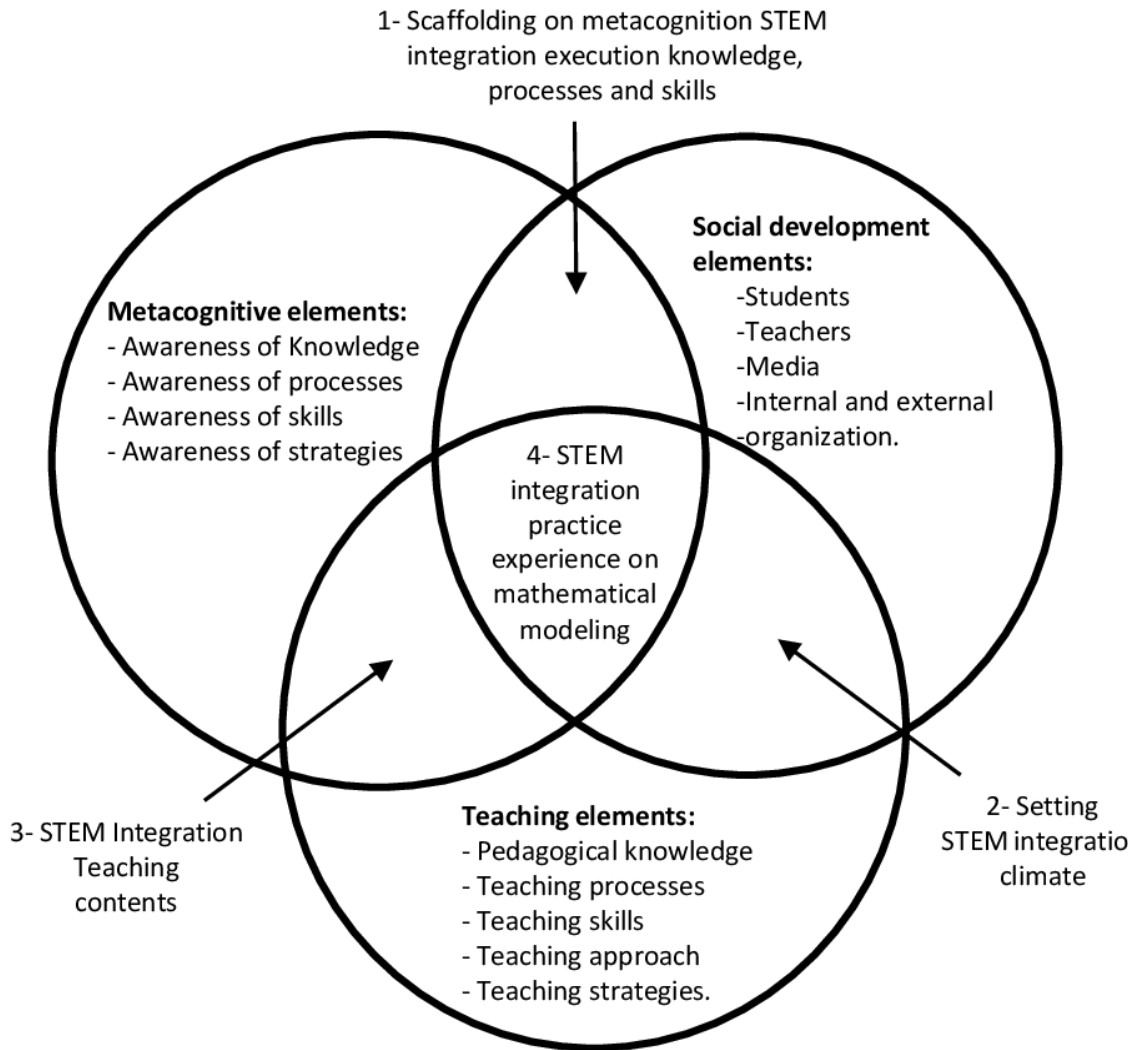 1- Scaffolding on metacognition STEM
integration execution knowledge,
processes and skills
Social development
elements:
-Students
-Teachers
-Media
-Internal and external
-organization.
Metacognitive elements:
- Awareness of Knowledge
- Awareness of processes
- Awareness of skills
- Awareness of strategies
4- STEM
integration
practice
experience on
mathematical
modeling
3- STEM Integration
Teaching
contents
2- Setting
STEM integratio
climate
Teaching elements:
- Pedagogical knowledge
- Teaching processes
- Teaching skills
- Teaching approach
- Teaching strategies.